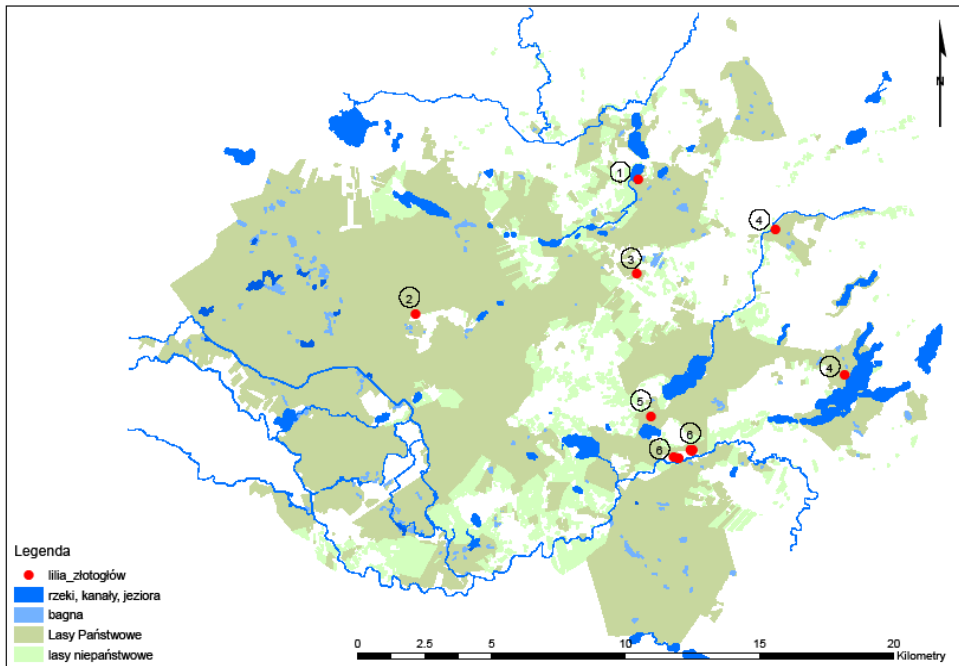 N
1
4
3
2
4
5
6
6
Legenda
lilia_złotogłów
rzeki, kanały, jeziora
bagna
Lasy Państwowe
lasy niepaństwowe
0 2.5 5 10 15 20
Kilometry